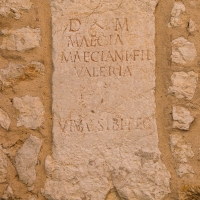 D M
MAECIA
MAECIANI FIL
VALERIA
VIVA SIBI FEC